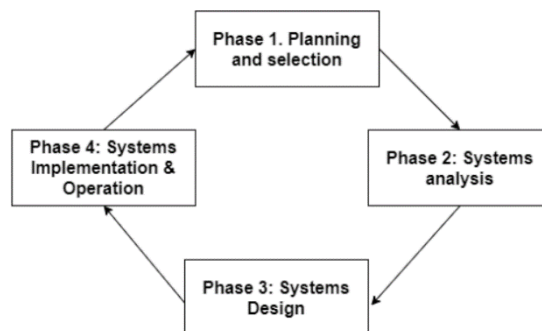 Phase 1. Planning
and selection
Phase 2: Systems
analysis
Phase 3: Systems
Design
Phase 4: Systems
Implementation &
Operation